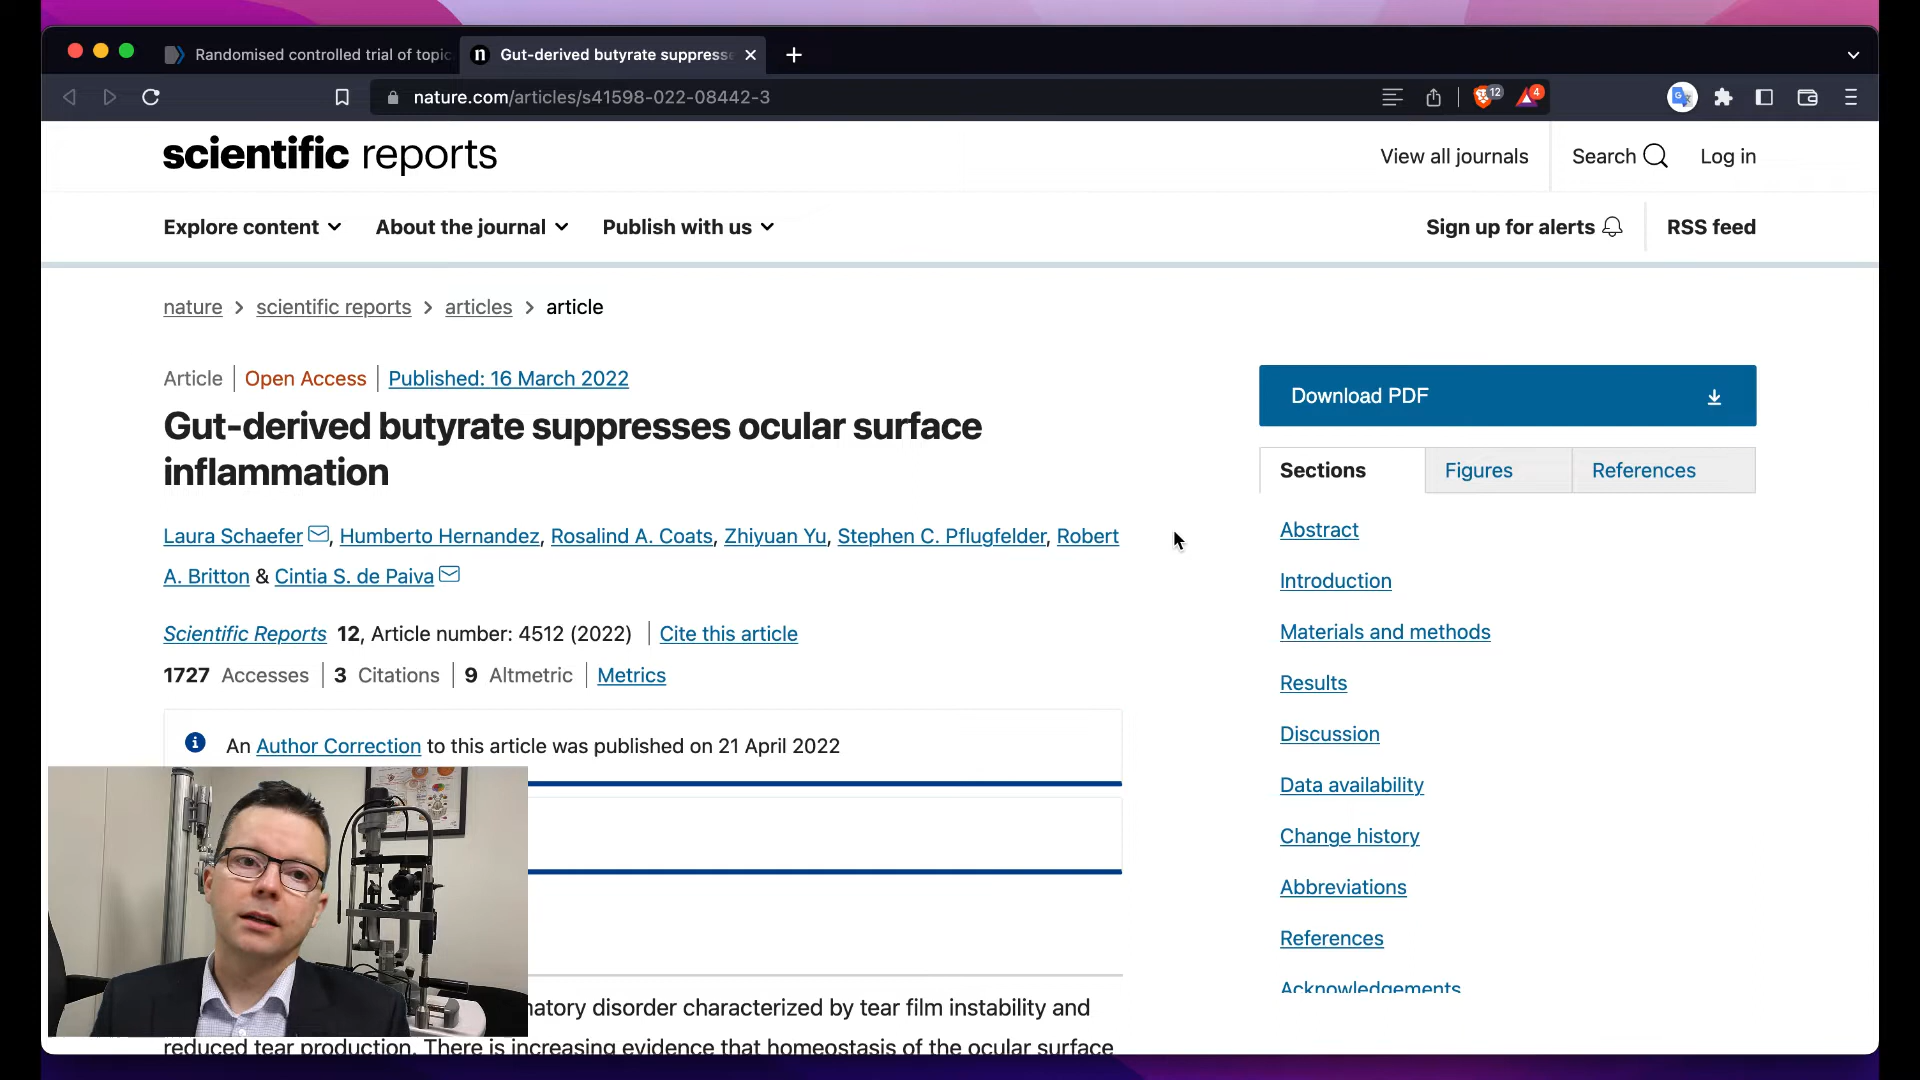 Randomised controlled trial of topic
Gut-derived butyrate suppresse
nature.com/articles/s41598-022-08442-3
12
4
scientific reports
View all journals
Search
Log in
Explore content
About the journal
Publish with us
Sign up for alerts
RSS feed
nature > scientific reports > articles > article
Article | Open Access | Published: 16 March 2022
Download PDF
Gut-derived butyrate suppresses ocular surface
inflammation
Sections
Figures
References
Laura Schaefer, Humberto Hernandez, Rosalind A. Coats, Zhiyuan Yu, Stephen C. Pflugfelder, Robert
A. Britton & Cintia S. de Paiva
Scientific Reports 12, Article number: 4512 (2022) | Cite this article
1727 Accesses | 3 Citations | 9 Altmetric | Metrics
An Author Correction to this article was published on 21 April 2022
Abstract
Introduction
Materials and methods
Results
Discussion
Data availability
Change history
Abbreviations
References
Acknowledgements
matory disorder characterized by tear film instability and
reduced tear production. There is increasing evidence that homeostasis of the ocular surface